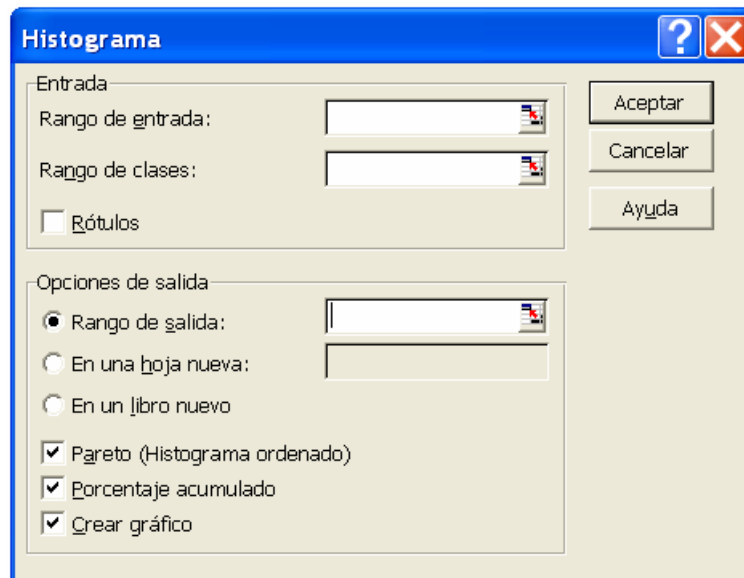 Histograma
Entrada
Rango de entrada:
Rango de clases:
Rótulos
Aceptar
Cancelar
Ayuda
Opciones de salida
Rango de salida:
En una hoja nueva:
En un libro nuevo
Pareto (Histograma ordenado)
Porcentaje acumulado
Crear gráfico